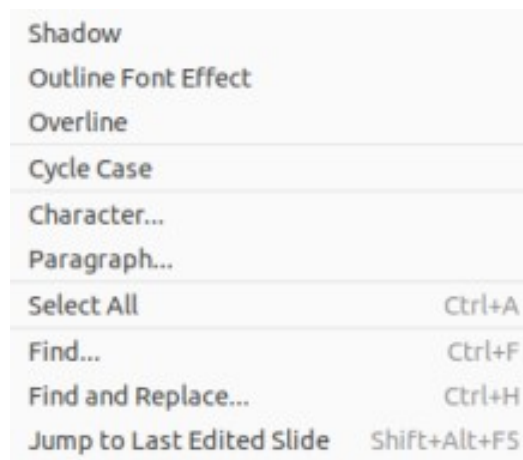 Shadow
Outline Font Effect
Overline
Cycle Case
Character...
Paragraph...
Select All Ctrl+A
Find... Ctrl+F
Find and Replace... Ctrl+H
Jump to Last Edited Slide Shift+Alt+F5